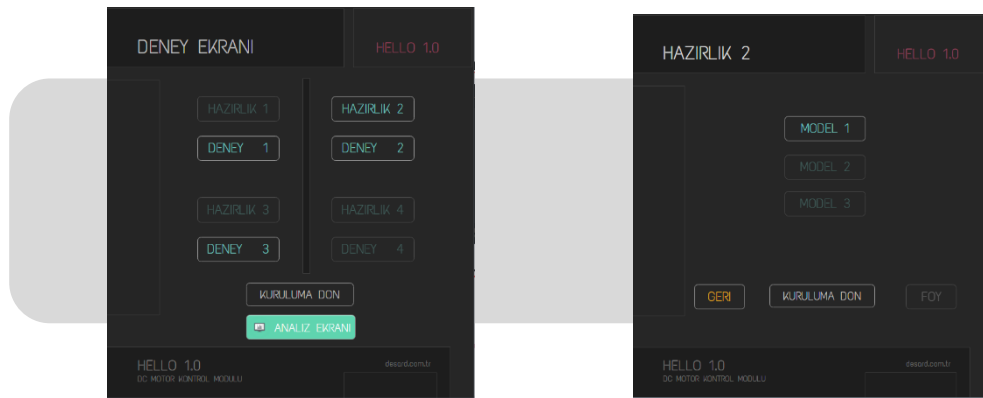 DENEY EKRANI
HELLO 1.0
HAZIRLIK 1
HAZIRLIK 2
DENEY 1
DENEY 2
HAZIRLIK 3
HAZIRLIK 4
DENEY 3
DENEY 4
KURULUMA DON
ANALIZ EKRANI
HELLO 1.0
DC MOTOR KONTROL MODULU
desard.com.tr
HAZIRLIK 2
HELLO 1.0
MODEL 1
MODEL 2
MODEL 3
GERI
KURULUMA DON
FOY
HELLO 1.0
DC MOTOR KONTROL MODULU
desard.com.tr